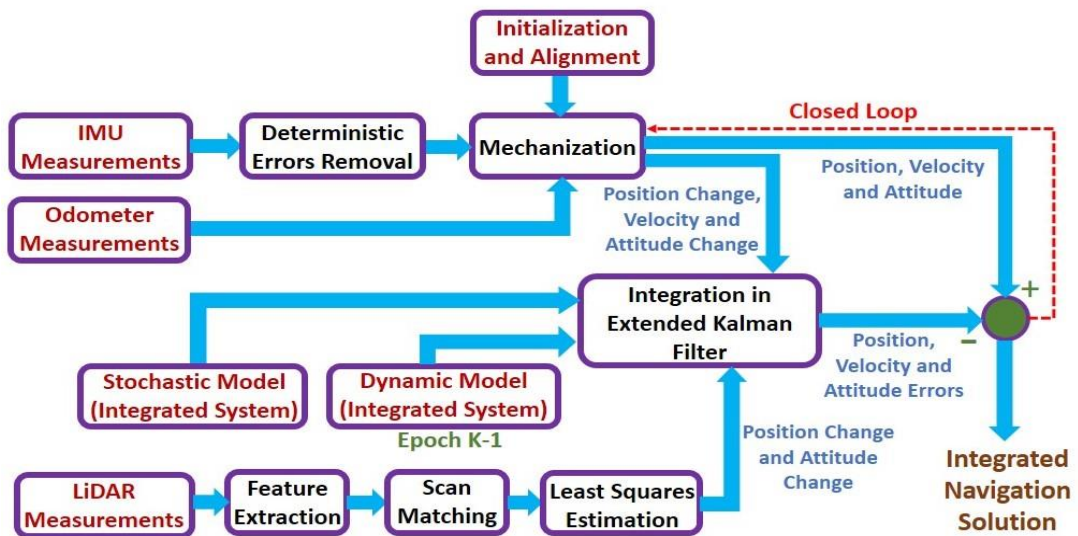 Initialization
and Alignment
Closed Loop
IMU
Measurements
Deterministic
Errors Removal
Mechanization
Position, Velocity
and Attitude
Odometer
Measurements
Position Change,
Velocity and
Attitude Change
Integration in
Extended Kalman
Filter
+
−
Position,
Velocity and
Attitude Errors
Stochastic Model
(Integrated System)
Dynamic Model
(Integrated System)
Epoch K-1
Position Change
and Attitude
Change
LiDAR
Measurements
Feature
Extraction
Scan
Matching
Least Squares
Estimation
Integrated
Navigation
Solution